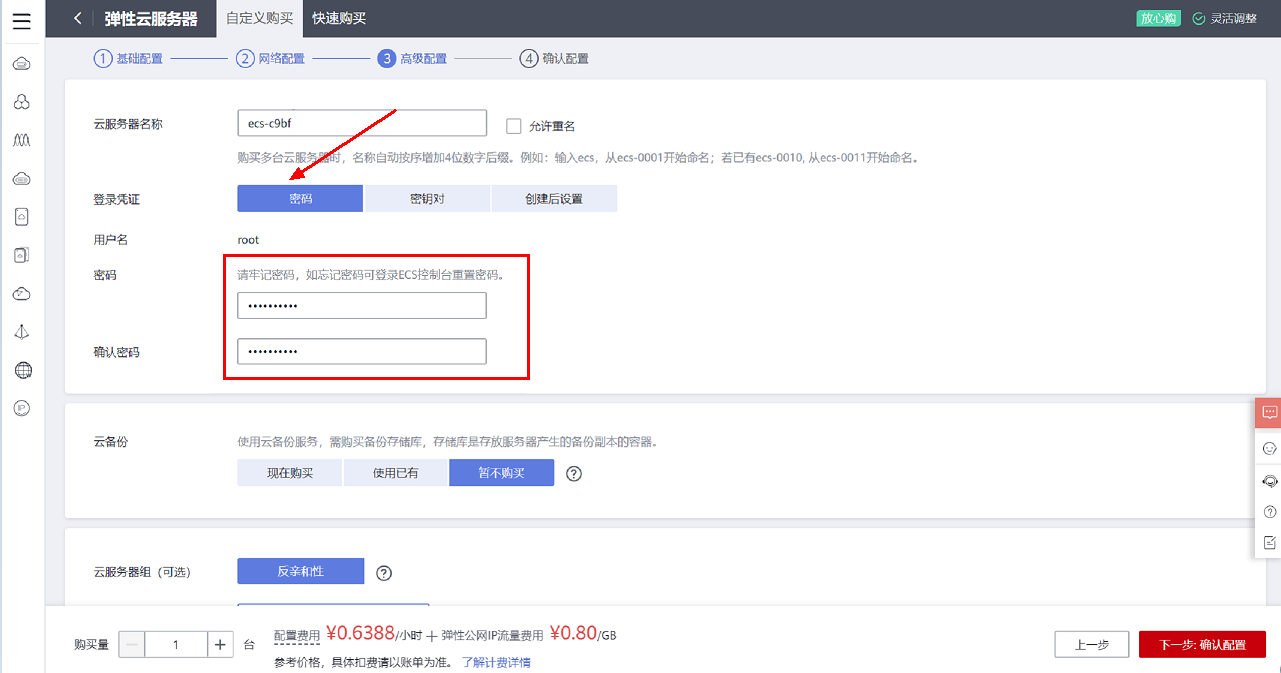 弹性云服务器 自定义购买 快速购买 放心购 灵活调整
1 基础配置 2 网络配置 3 高级配置 4 确认配置
云服务器名称 ecs-c9bf 允许重名
购买多台云服务器时，名称自动按序增加4位数字后缀。例如：输入ecs，从ecs-0001开始命名；若已有ecs-0010, 从ecs-0011开始命名。
登录凭证 密码 密钥对 创建后设置
用户名 root
密码 请牢记密码，如忘记密码可登录ECS控制台重置密码。
••••••••••
确认密码 ••••••••••
云备份 使用云备份服务，需购买备份存储库，存储库是存放服务器产生的备份副本的容器。
现在购买 使用已有 暂不购买 ?
云服务器组（可选） 反亲和性 ?
购买量 1 台 配置费用 ¥0.6388/小时 + 弹性公网IP流量费用 ¥0.80/GB 上一步 下一步: 确认配置
参考价格，具体扣费请以账单为准。 了解计费详情